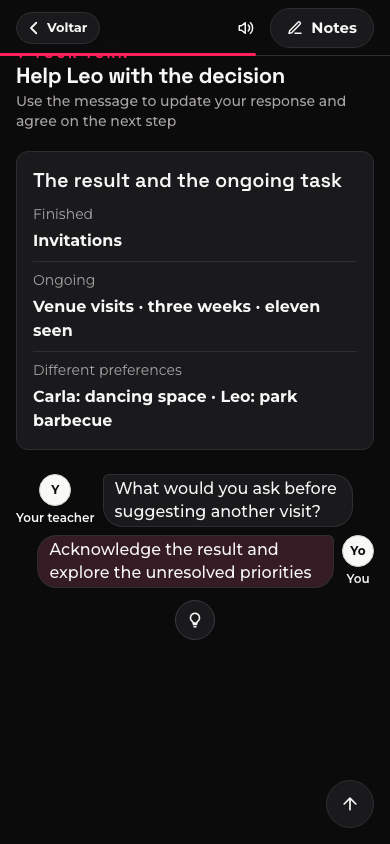 Voltar
Notes
Help Leo with the decision
Use the message to update your response and
agree on the next step
The result and the ongoing task
Finished
Invitations
Ongoing
Venue visits · three weeks · eleven
seen
Different preferences
Carla: dancing space · Leo: park
barbecue
Y
Your teacher
What would you ask before
suggesting another visit?
Acknowledge the result and
explore the unresolved priorities
Yo
You